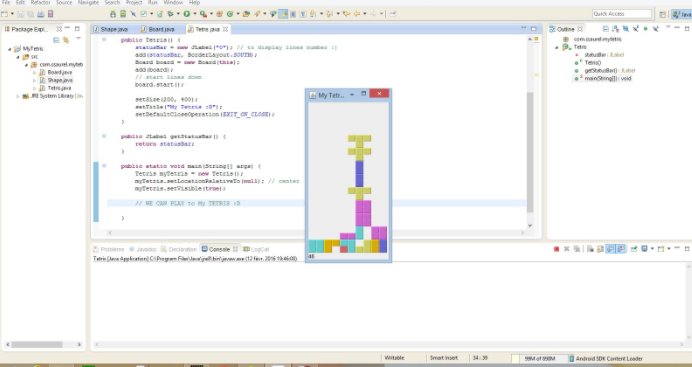 File Edit Refactor Source Navigate Search Project Run Window Help
Quick Access
Java
Package Expl...
MyTetris
src
com.ssaurel.mytetris
Board.java
Shape.java
Tetris.java
JRE System Library
Shape.java Board.java Tetris.java
public Tetris() {
statusBar = new JLabel("0"); // to display lines number :)
add(statusBar, BorderLayout.SOUTH);
Board board = new Board(this);
add(board);
// start lines down
board.start();
setSize(200, 400);
setTitle("My Tetris :D");
setDefaultCloseOperation(EXIT_ON_CLOSE);
}
public JLabel getStatusBar() {
return statusBar;
}
public static void main(String[] args) {
Tetris myTetris = new Tetris();
myTetris.setLocationRelativeTo(null); // center
myTetris.setVisible(true);
// WE CAN PLAY to My TETRIS :D
}
My Tetr...
46
Outline
com.ssaurel.mytetris
Tetris
statusBar : JLabel
Tetris()
getStatusBar() : JLabel
main(String[]) : void
Problems Javadoc Declaration Console LogCat
Tetris [Java Application] C:\Program Files\Java\jre8\bin\javaw.exe (12 févr. 2016 19:46:00)
Writable Smart Insert 34 : 39 99M of 698M Android SDK Content Loader